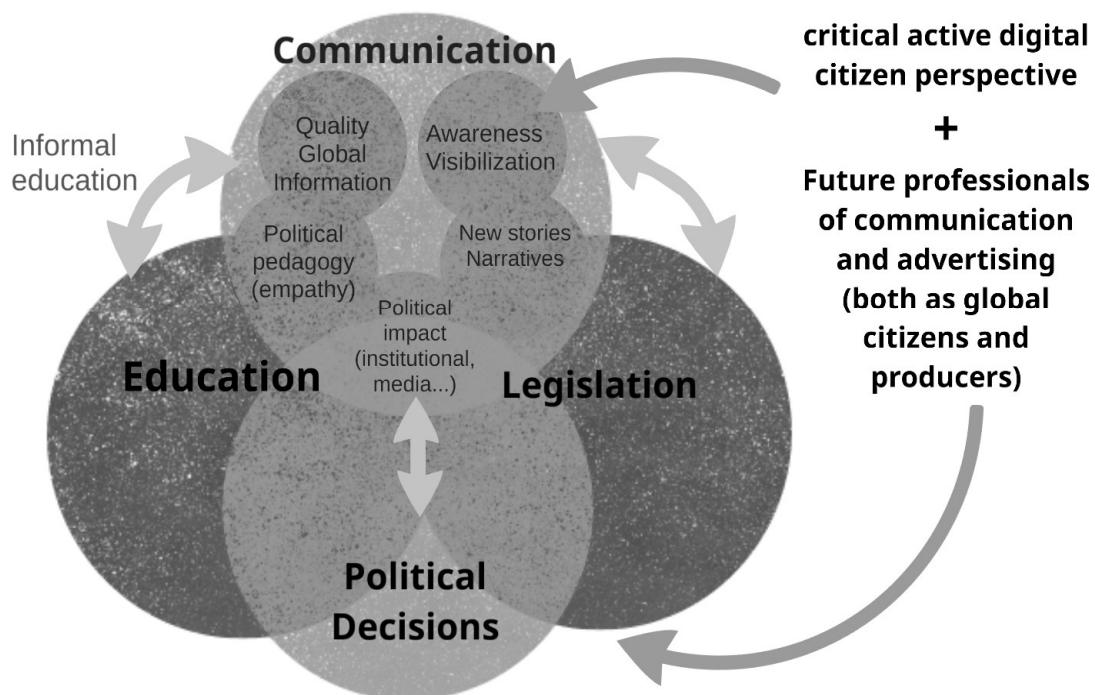 Communication
Quality
Global
Information
Awareness
Visibilization
Informal
education
Political
pedagogy
(empathy)
New stories
Narratives
Political
impact
(institutional,
media...)
Education
Legislation
Political
Decisions
critical active digital
citizen perspective
+
Future professionals
of communication
and advertising
(both as global
citizens and
producers)